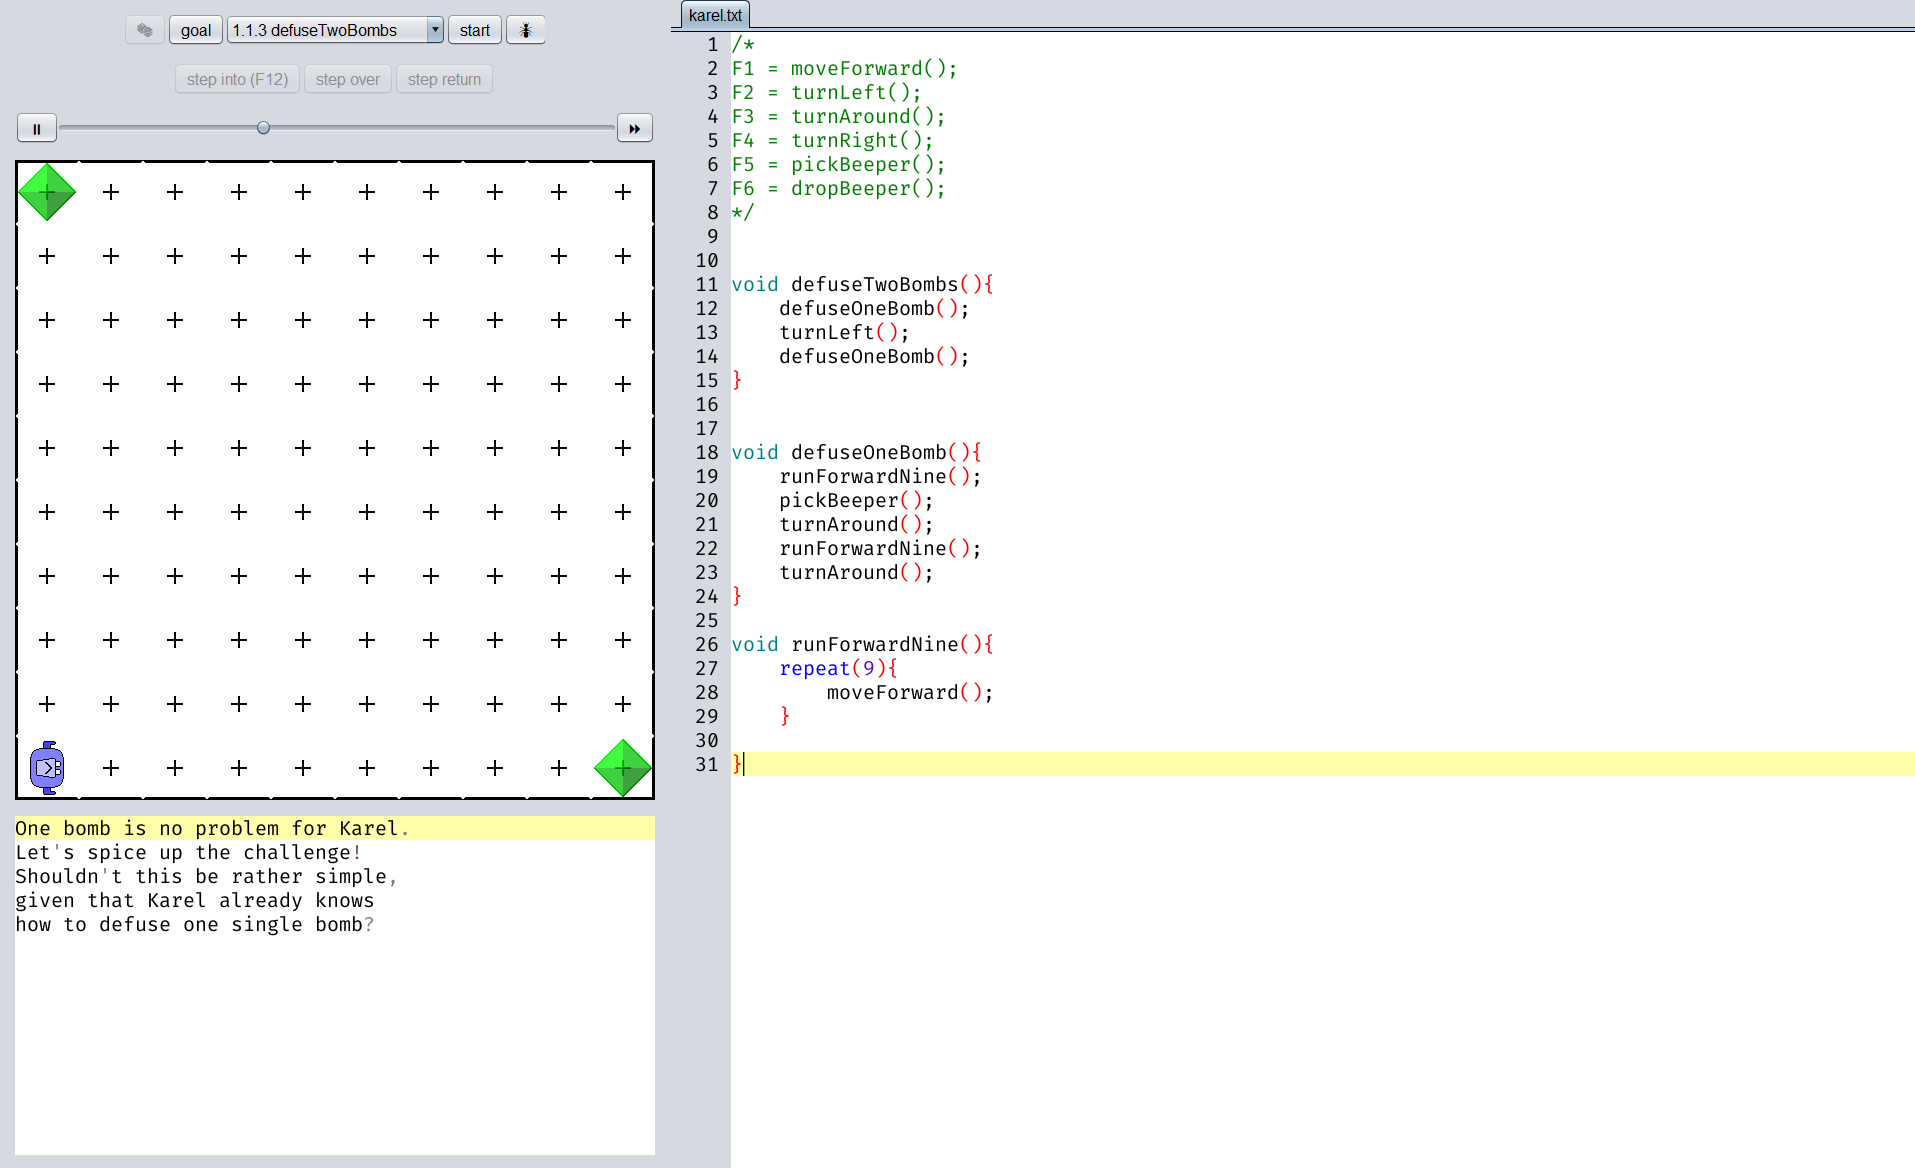 goal
1.1.3 defuseTwoBombs
start
step into (F12)
step over
step return
One bomb is no problem for Karel.
Let's spice up the challenge!
Shouldn't this be rather simple,
given that Karel already knows
how to defuse one single bomb?
karel.txt
1 /*
2 F1 = moveForward();
3 F2 = turnLeft();
4 F3 = turnAround();
5 F4 = turnRight();
6 F5 = pickBeeper();
7 F6 = dropBeeper();
8 */
9
10
11 void defuseTwoBombs(){
12     defuseOneBomb();
13     turnLeft();
14     defuseOneBomb();
15 }
16
17
18 void defuseOneBomb(){
19     runForwardNine();
20     pickBeeper();
21     turnAround();
22     runForwardNine();
23     turnAround();
24 }
25
26 void runForwardNine(){
27     repeat(9){
28         moveForward();
29     }
30
31 }